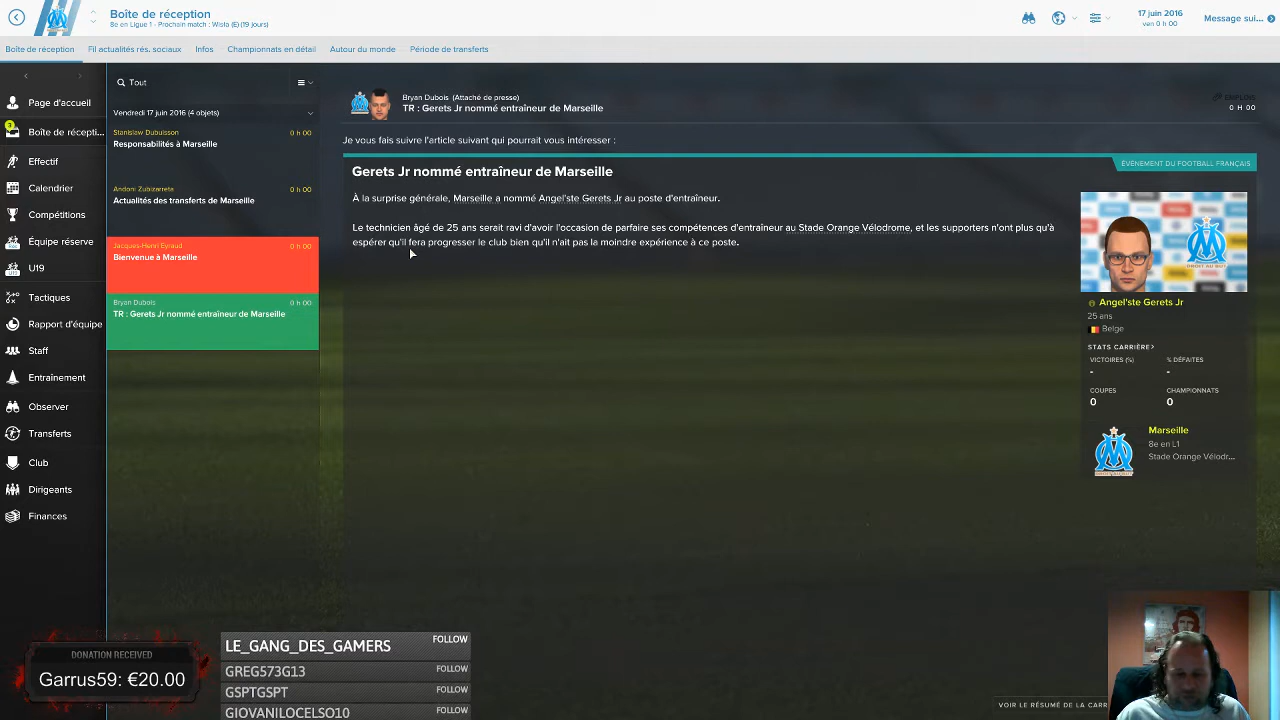 Boîte de réception
8e en Ligue 1 - Prochain match : Wisla (E) (19 jours)
17 juin 2016
ven 0 h 00
Message sui...
Boîte de réception
Fil actualités rés. sociaux
Infos
Championnats en détail
Autour du monde
Période de transferts
Page d'accueil
3
Boîte de récepti...
Effectif
Calendrier
Compétitions
Équipe réserve
U19
Tactiques
Rapport d'équipe
Staff
Entraînement
Observer
Transferts
Club
Dirigeants
Finances
Tout
Vendredi 17 juin 2016 (4 objets)
Stanislaw Dubuisson 0 h 00
Responsabilités à Marseille
Andoni Zubizarreta 0 h 00
Actualités des transferts de Marseille
Jacques-Henri Eyraud 0 h 00
Bienvenue à Marseille
Bryan Dubois 0 h 00
TR : Gerets Jr nommé entraîneur de Marseille
Bryan Dubois (Attaché de presse)
TR : Gerets Jr nommé entraîneur de Marseille
EMPLOIS
0 H 00
Je vous fais suivre l'article suivant qui pourrait vous intéresser :
ÉVÉNEMENT DU FOOTBALL FRANÇAIS
Gerets Jr nommé entraîneur de Marseille
À la surprise générale, Marseille a nommé Angel'ste Gerets Jr au poste d'entraîneur.
Le technicien âgé de 25 ans serait ravi d'avoir l'occasion de parfaire ses compétences d'entraîneur au Stade Orange Vélodrome, et les supporters n'ont plus qu'à
espérer qu'il fera progresser le club bien qu'il n'ait pas la moindre expérience à ce poste.
Angel'ste Gerets Jr
25 ans
Belge
STATS CARRIÈRE>
VICTOIRES (%) % DÉFAITES
- -
COUPES CHAMPIONNATS
0 0
Marseille
8e en L1
Stade Orange Vélodr...
VOIR LE RÉSUMÉ DE LA CARR
DONATION RECEIVED
Garrus59: €20.00
LE_GANG_DES_GAMERS FOLLOW
GREG573G13 FOLLOW
GSPTGSPT FOLLOW
GIOVANILOCELSO10 FOLLOW